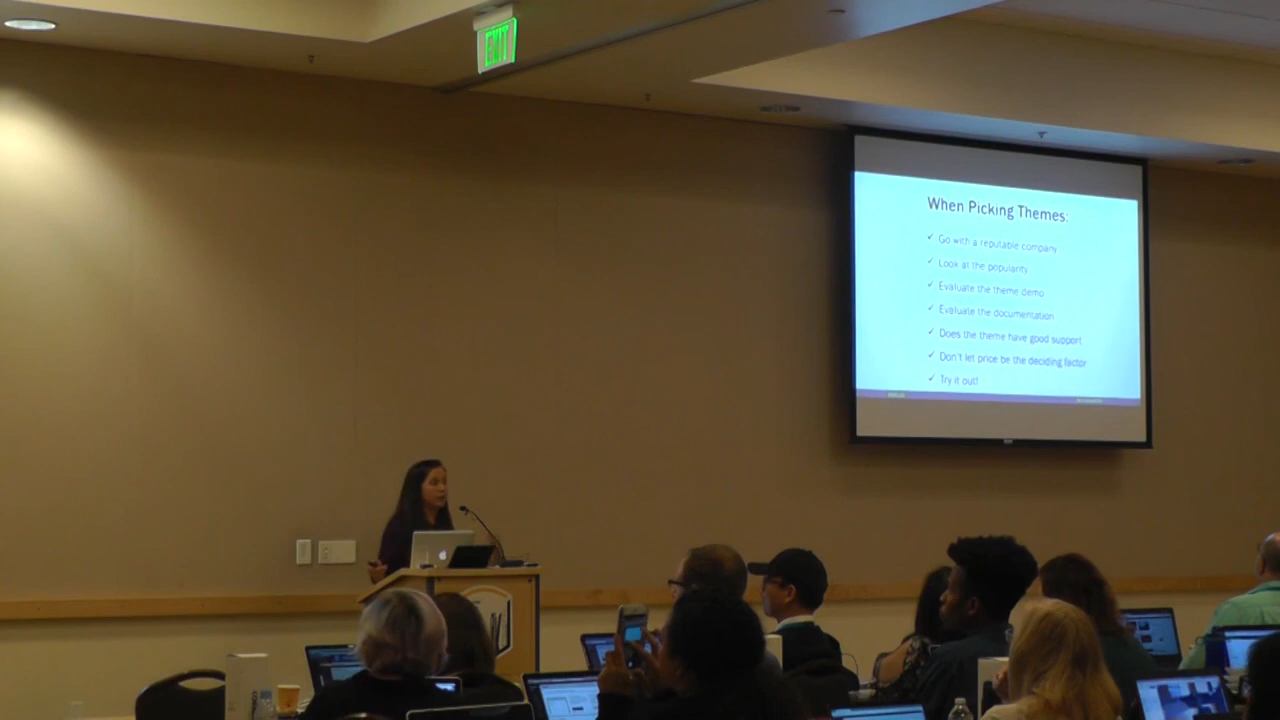 EXIT
When Picking Themes:
✓ Go with a reputable company
✓ Look at the popularity
✓ Evaluate the theme demo
✓ Evaluate the documentation
✓ Does the theme have good support
✓ Don't let price be the deciding factor
✓ Try it out!